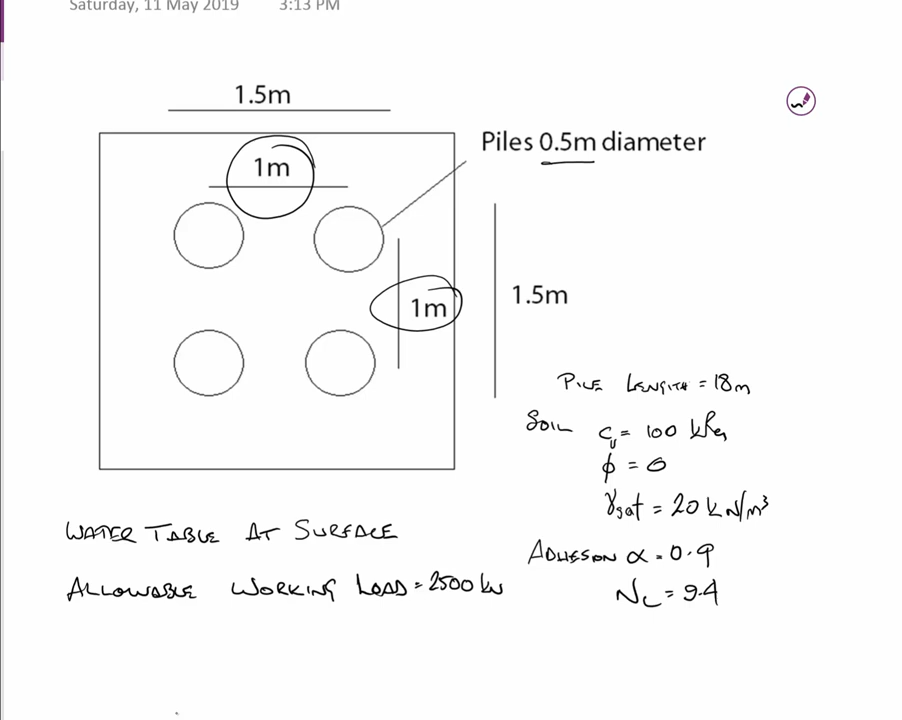 Saturday, 11 May 2019 3:13 PM
1.5m
Piles 0.5m diameter
1m
1.5m
1m
PILE LENGTH = 18m
SOIL
Cu = 100 kPa
ϕ = 0
γsat = 20 kN/m³
WATER TABLE AT SURFACE
ADHESON α = 0.9
ALLOWABLE WORKING LOAD = 2500 kN
Nc = 9.4